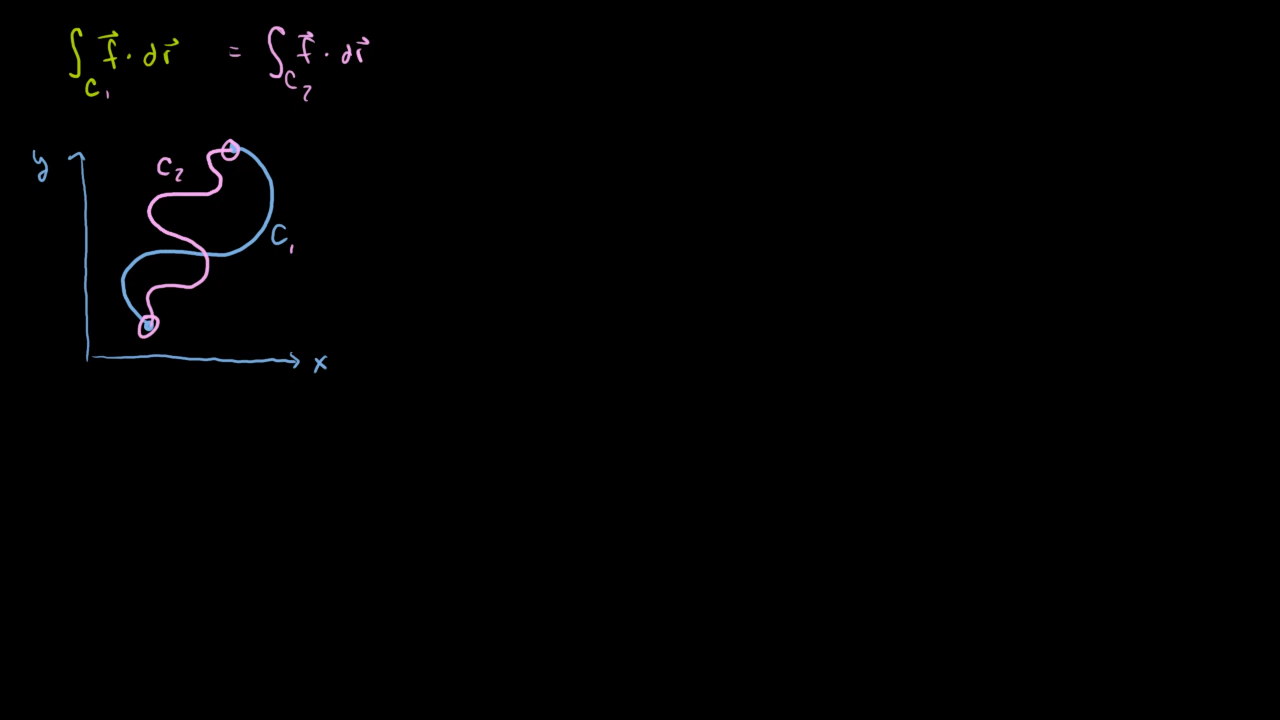 ∫_{C₁} f⃗ · dr⃗ = ∫_{C₂} f⃗ · dr⃗
y
C₂
C₁
x